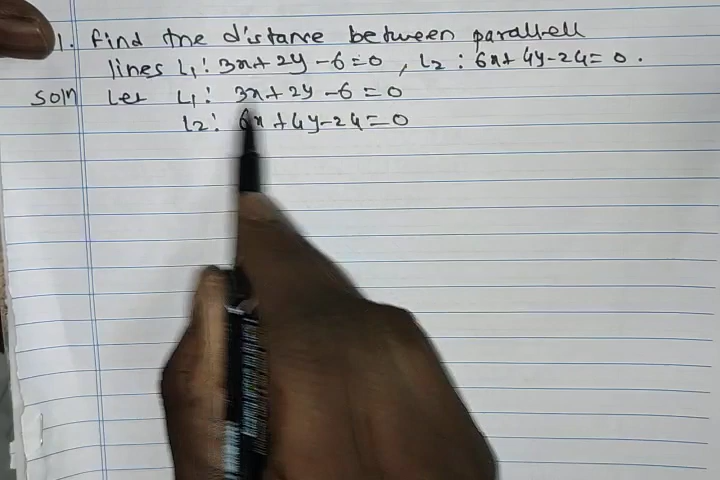 1. Find the distance between parallell
lines L1: 3x+2y-6=0, L2: 6x+4y-24=0.
Soln Let L1: 3x+2y-6=0
L2: 6x+4y-24=0